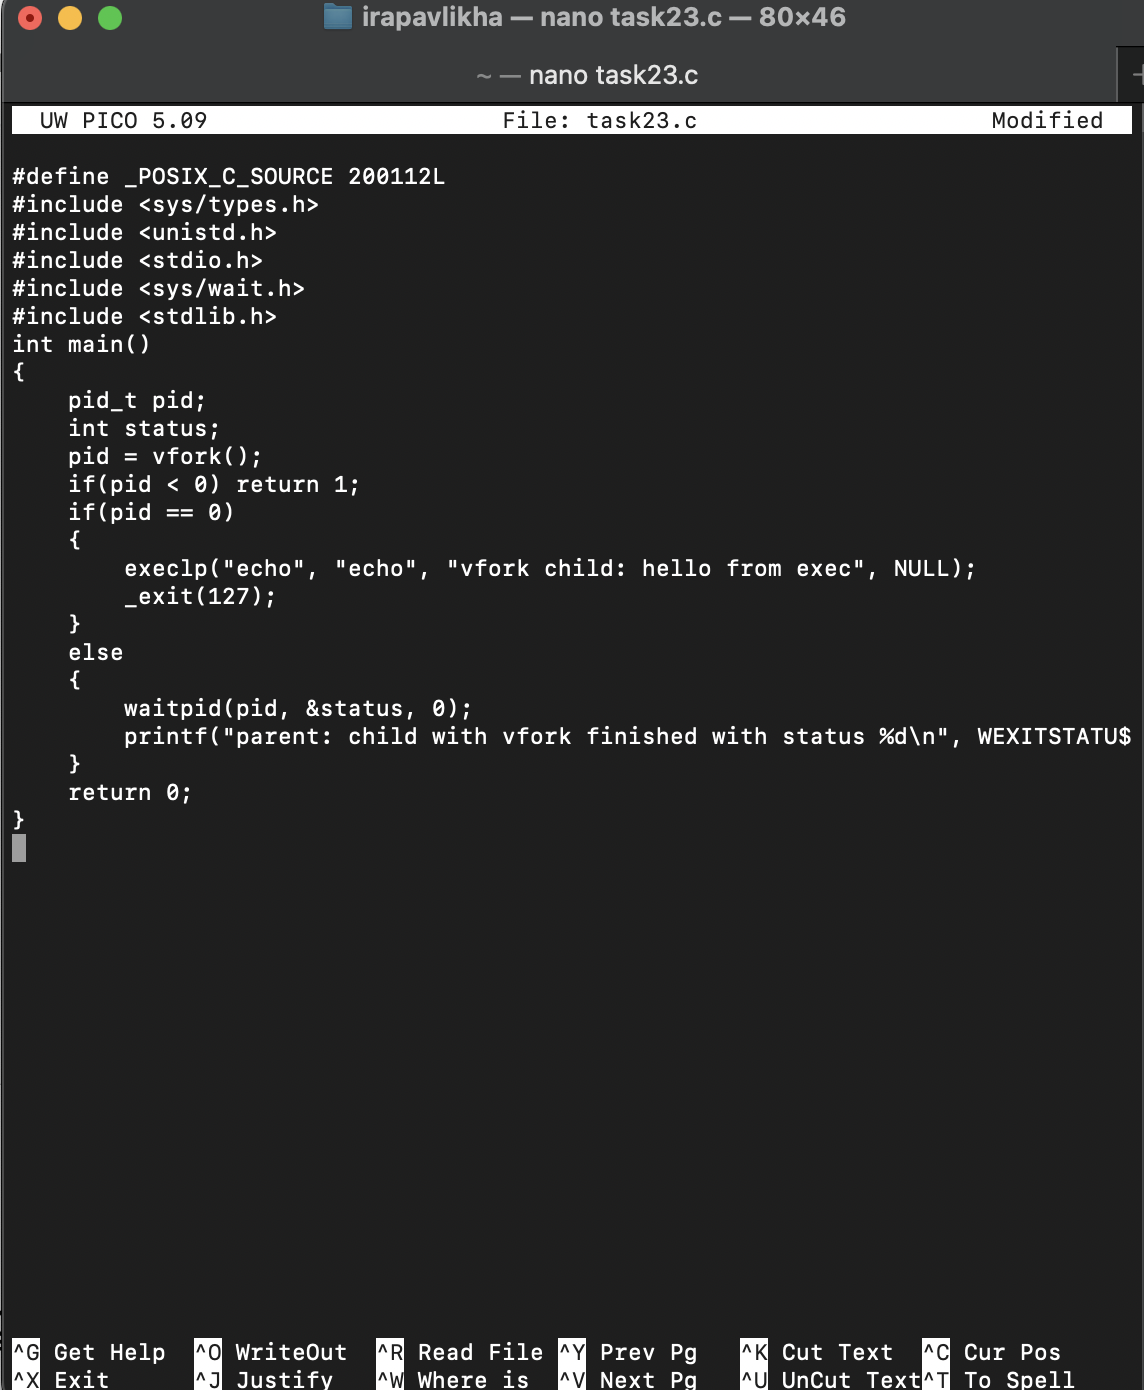 irapavlikha — nano task23.c — 80×46
~ — nano task23.c
UW PICO 5.09 File: task23.c Modified
#define _POSIX_C_SOURCE 200112L
#include <sys/types.h>
#include <unistd.h>
#include <stdio.h>
#include <sys/wait.h>
#include <stdlib.h>
int main()
{
    pid_t pid;
    int status;
    pid = vfork();
    if(pid < 0) return 1;
    if(pid == 0)
    {
        execlp("echo", "echo", "vfork child: hello from exec", NULL);
        _exit(127);
    }
    else
    {
        waitpid(pid, &status, 0);
        printf("parent: child with vfork finished with status %d\n", WEXITSTATU$
    }
    return 0;
}
^G Get Help ^O WriteOut ^R Read File ^Y Prev Pg ^K Cut Text ^C Cur Pos
^X Exit ^J Justify ^W Where is ^V Next Pg ^U UnCut Text ^T To Spell